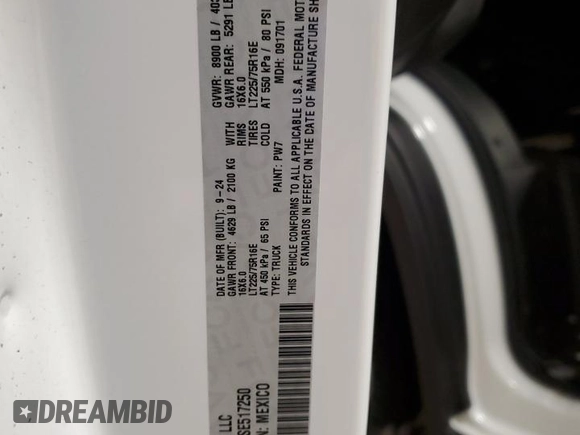 LLC
SE517250
N: MEXICO
DATE OF MFR (BUILT): 9-24 GVWR: 8900 LB
GAWR FRONT: 4629 LB / 2100 KG WITH GAWR REAR: 5291 LB
16X6.0 RIMS 16X6.0
LT225/75R16E TIRES LT225/75R16E
AT 450 kPa / 65 PSI COLD AT 550 kPa / 80 PSI
TYPE: TRUCK PAINT: PW7 MDH: 091701
THIS VEHICLE CONFORMS TO ALL APPLICABLE U.S.A. FEDERAL MOT
STANDARDS IN EFFECT ON THE DATE OF MANUFACTURE SH
DREAMBID
DREAMBID